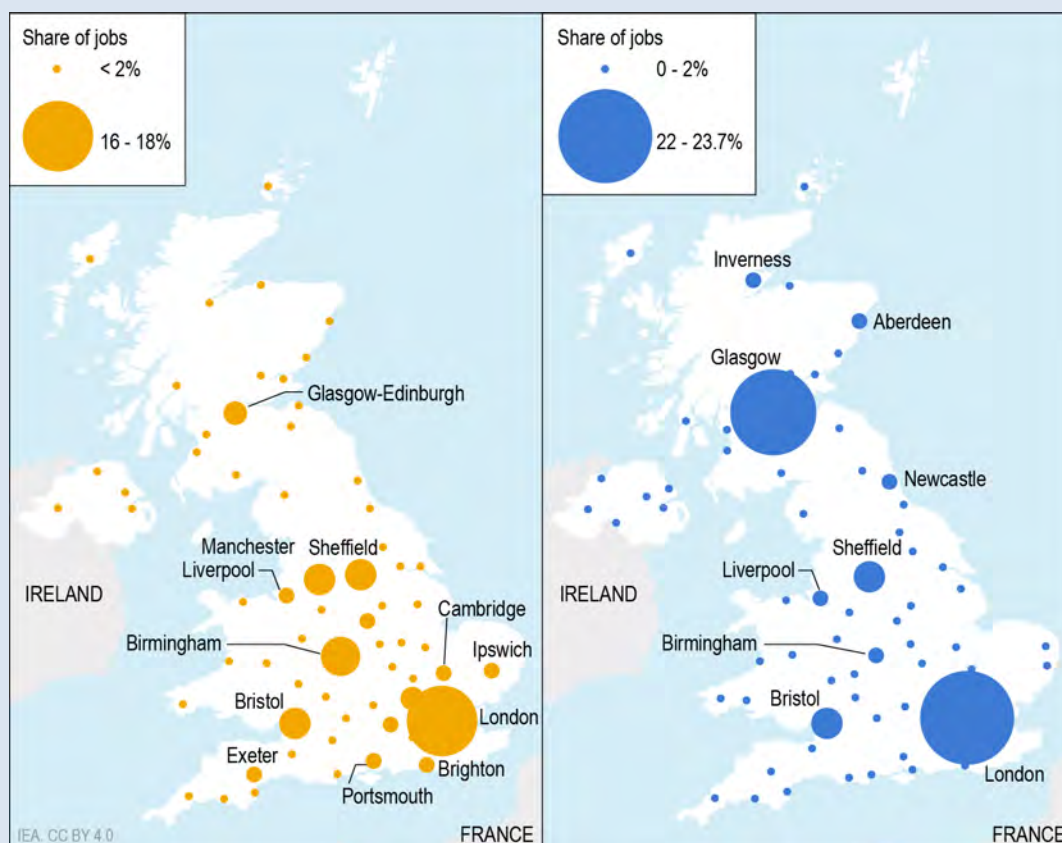 Share of jobs
< 2%
16 - 18%
Glasgow-Edinburgh
Manchester
Sheffield
Liverpool
IRELAND
Cambridge
Birmingham
Ipswich
Bristol
London
Exeter
Brighton
Portsmouth
IEA. CC BY 4.0
FRANCE
Share of jobs
0 - 2%
22 - 23.7%
Inverness
Aberdeen
Glasgow
Newcastle
Sheffield
Liverpool
IRELAND
Birmingham
Bristol
London
FRANCE